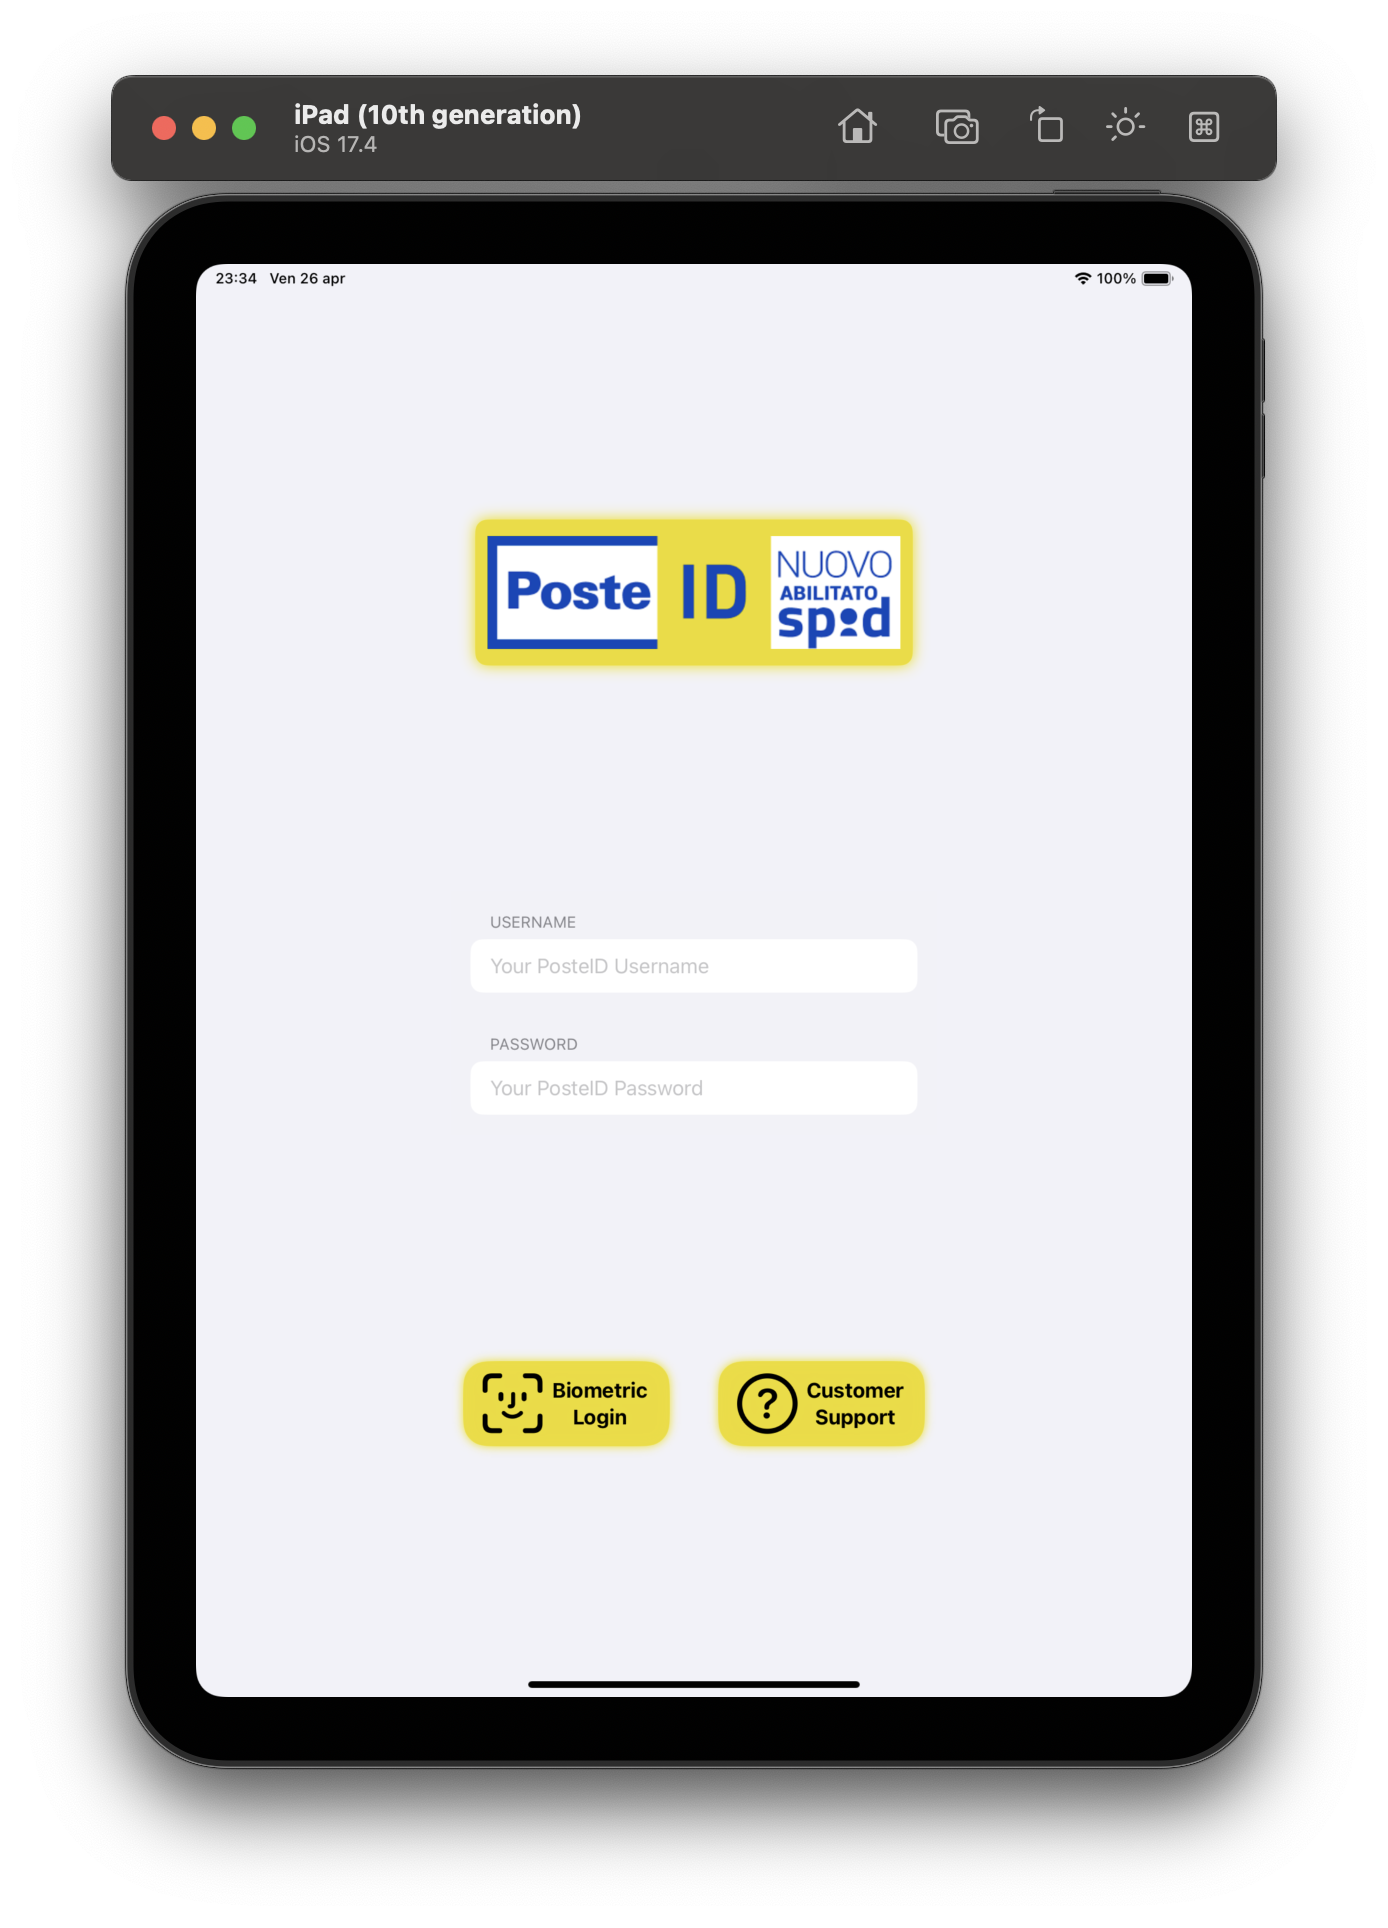 iPad (10th generation)
iOS 17.4
23:34 Ven 26 apr
100%
Poste ID
NUOVO
ABILITATO
spid
USERNAME
Your PosteID Username
PASSWORD
Your PosteID Password
Biometric
Login
?
Customer
Support